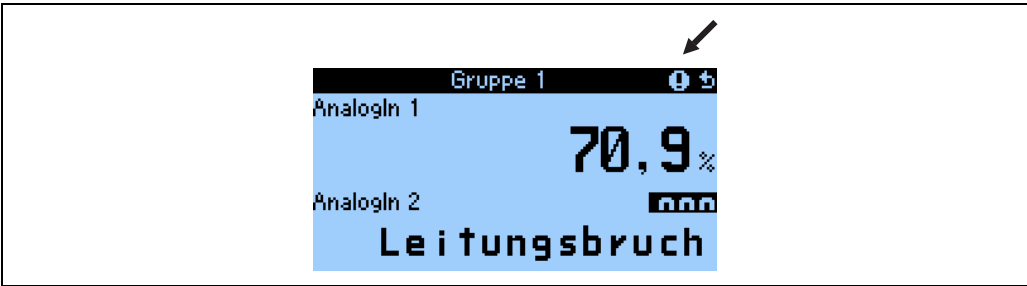 Gruppe 1
AnalogIn 1
70,9 %
AnalogIn 2
Leitungsbruch